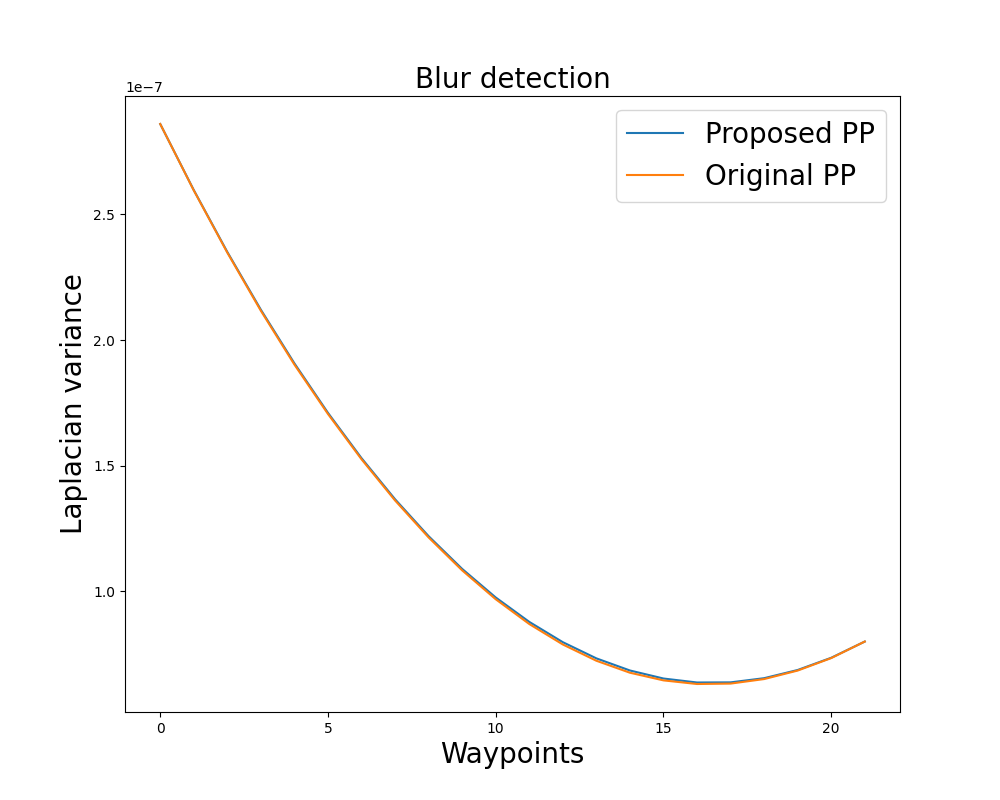 Blur detection
1e−7
Proposed PP
Original PP
2.5
2.0
1.5
1.0
Laplacian variance
0
5
10
15
20
Waypoints